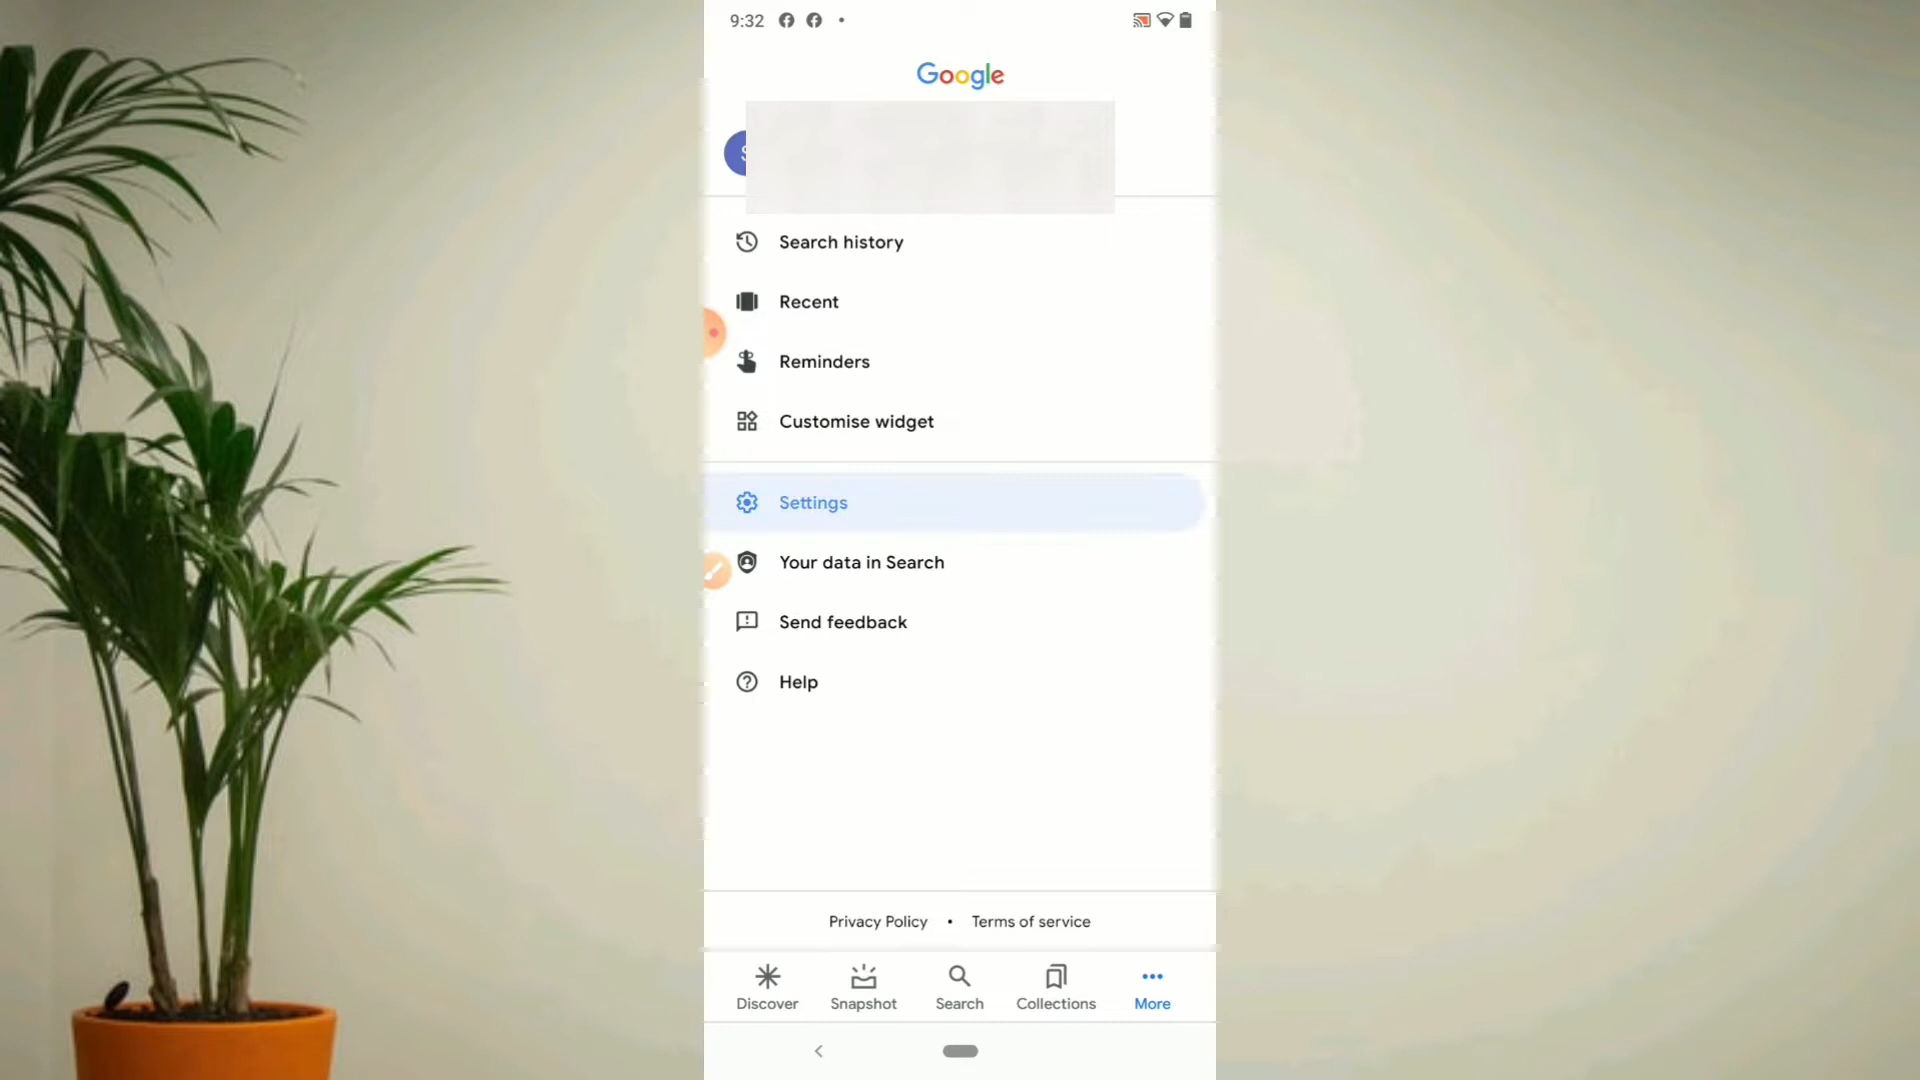 9:32
Google
Search history
Recent
Reminders
Customise widget
Settings
Your data in Search
Send feedback
Help
Privacy Policy • Terms of service
Discover Snapshot Search Collections More